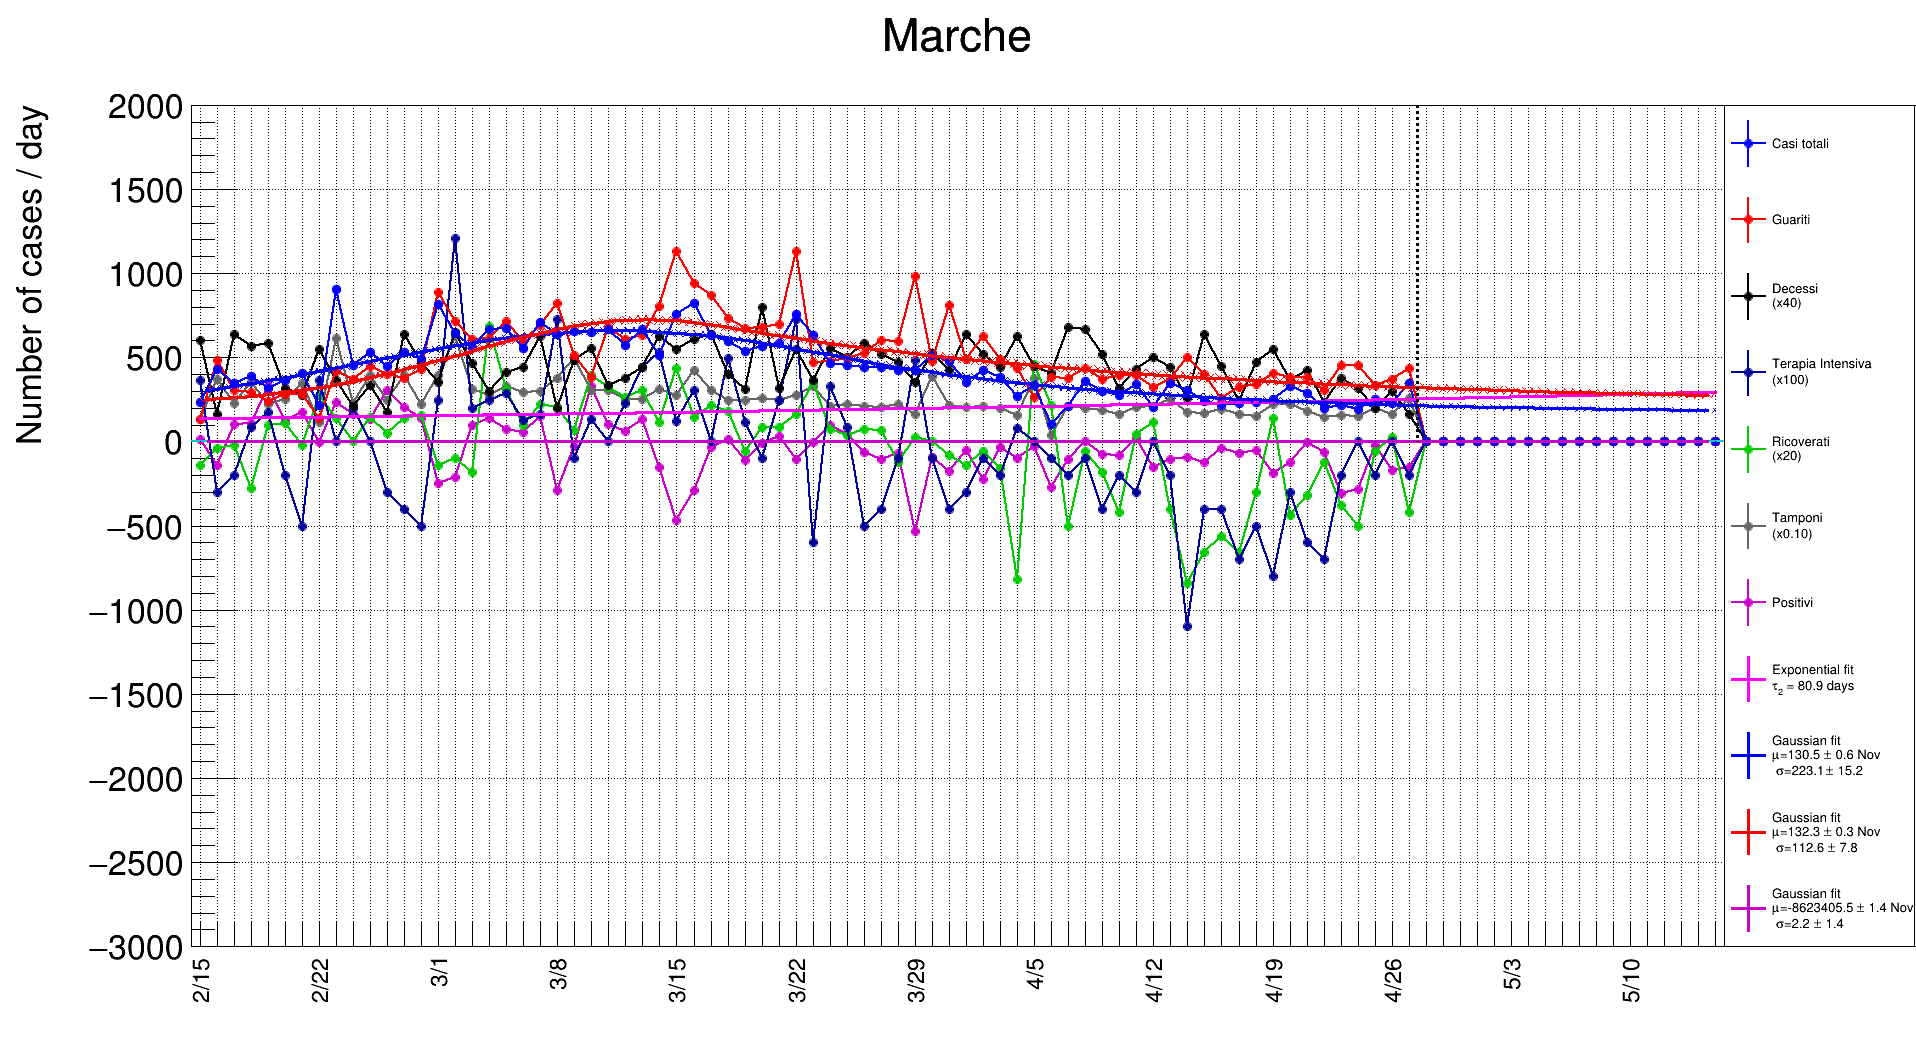 Marche
Number of cases / day
2000
1500
1000
500
0
−500
−1000
−1500
−2000
−2500
−3000
2/15
2/22
3/1
3/8
3/15
3/22
3/29
4/5
4/12
4/19
4/26
5/3
5/10
Casi totali
Guariti
Decessi
(x40)
Terapia Intensiva
(x100)
Ricoverati
(x20)
Tamponi
(x0.10)
Positivi
Exponential fit
τ2 = 80.9 days
Gaussian fit
μ=130.5 ± 0.6 Nov
σ=223.1 ± 15.2
Gaussian fit
μ=132.3 ± 0.3 Nov
σ=112.6 ± 7.8
Gaussian fit
μ=-8623405.5 ± 1.4 Nov
σ=2.2 ± 1.4